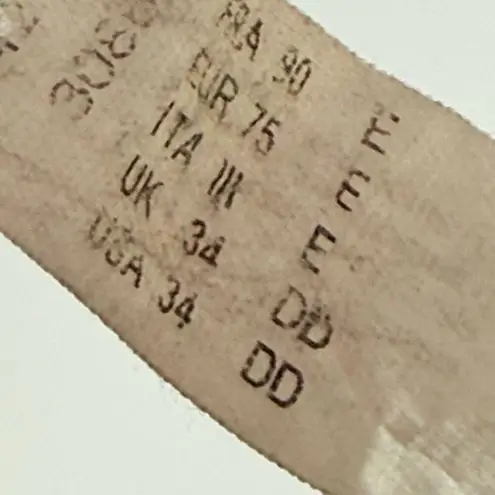 FRA 90 E
EUR 75 E
ITA III E
UK 34 DD
USA 34 DD